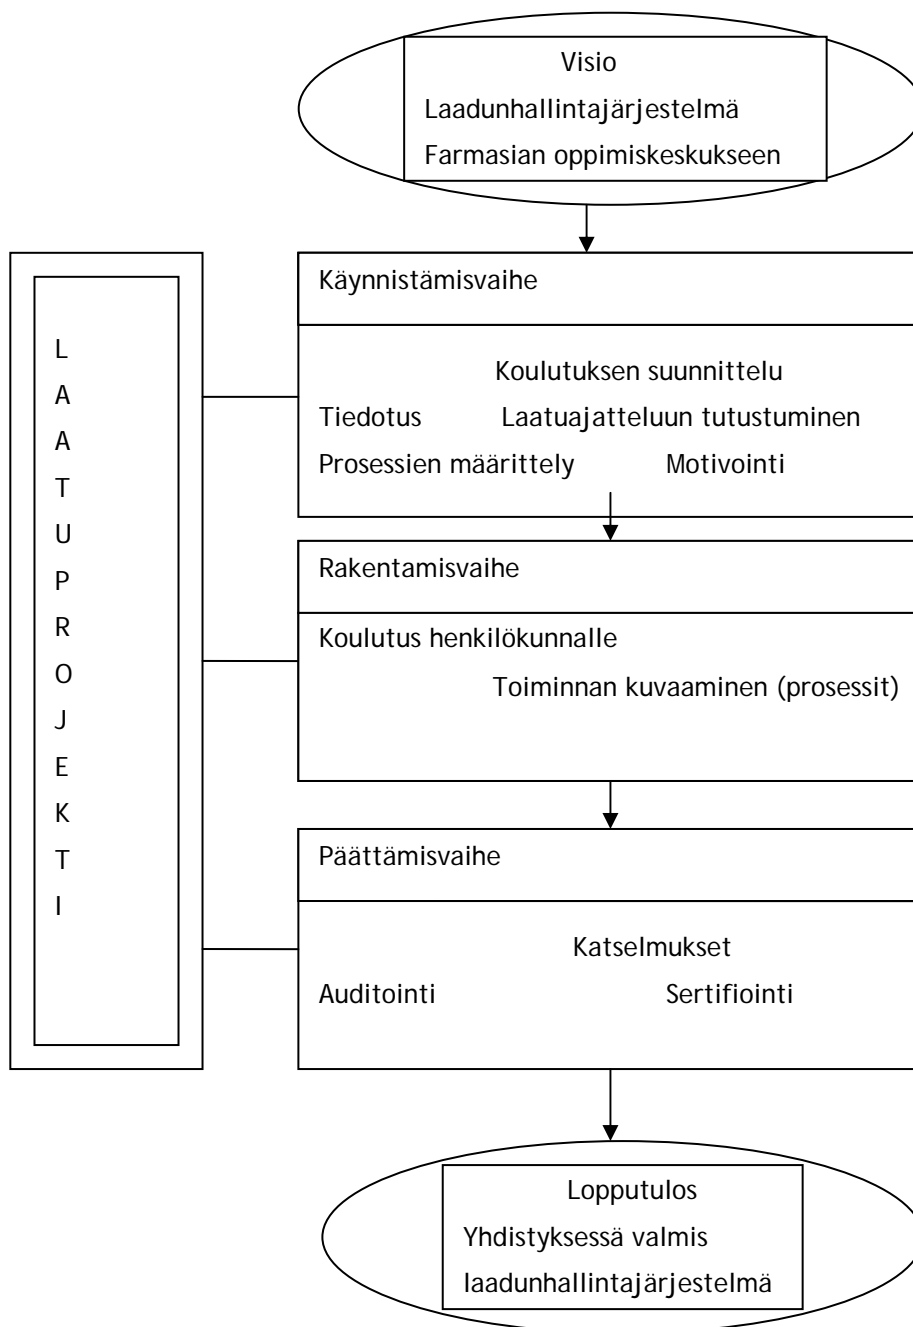 Visio
Laadunhallintajärjestelmä
Farmasian oppimiskeskukseen
L
A
A
T
U
P
R
O
J
E
K
T
I
Käynnistämisvaihe
Koulutuksen suunnittelu
Tiedotus Laatuajatteluun tutustuminen
Prosessien määrittely Motivointi
Rakentamisvaihe
Koulutus henkilökunnalle
Toiminnan kuvaaminen (prosessit)
Päättämisvaihe
Katselmukset
Auditointi Sertifiointi
Lopputulos
Yhdistyksessä valmis
laadunhallintajärjestelmä